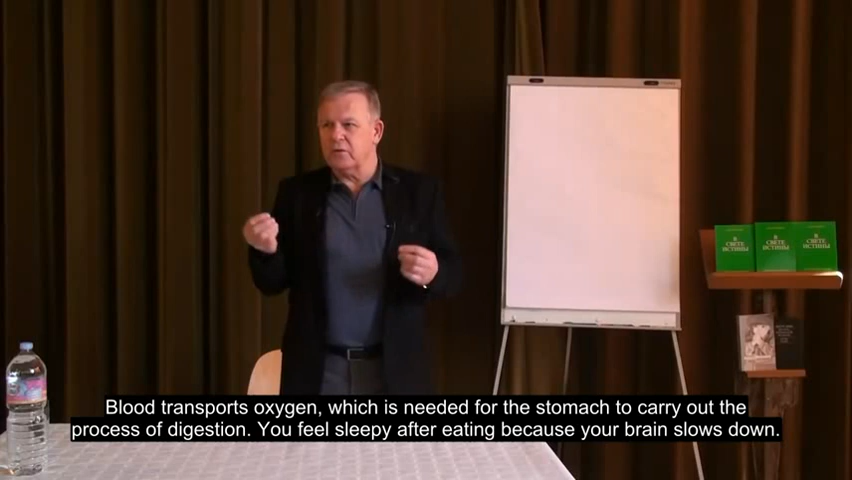 В
СВЕТЕ
ИСТИНЫ
В
СВЕТЕ
ИСТИНЫ
В
СВЕТЕ
ИСТИНЫ
Blood transports oxygen, which is needed for the stomach to carry out the
process of digestion. You feel sleepy after eating because your brain slows down.